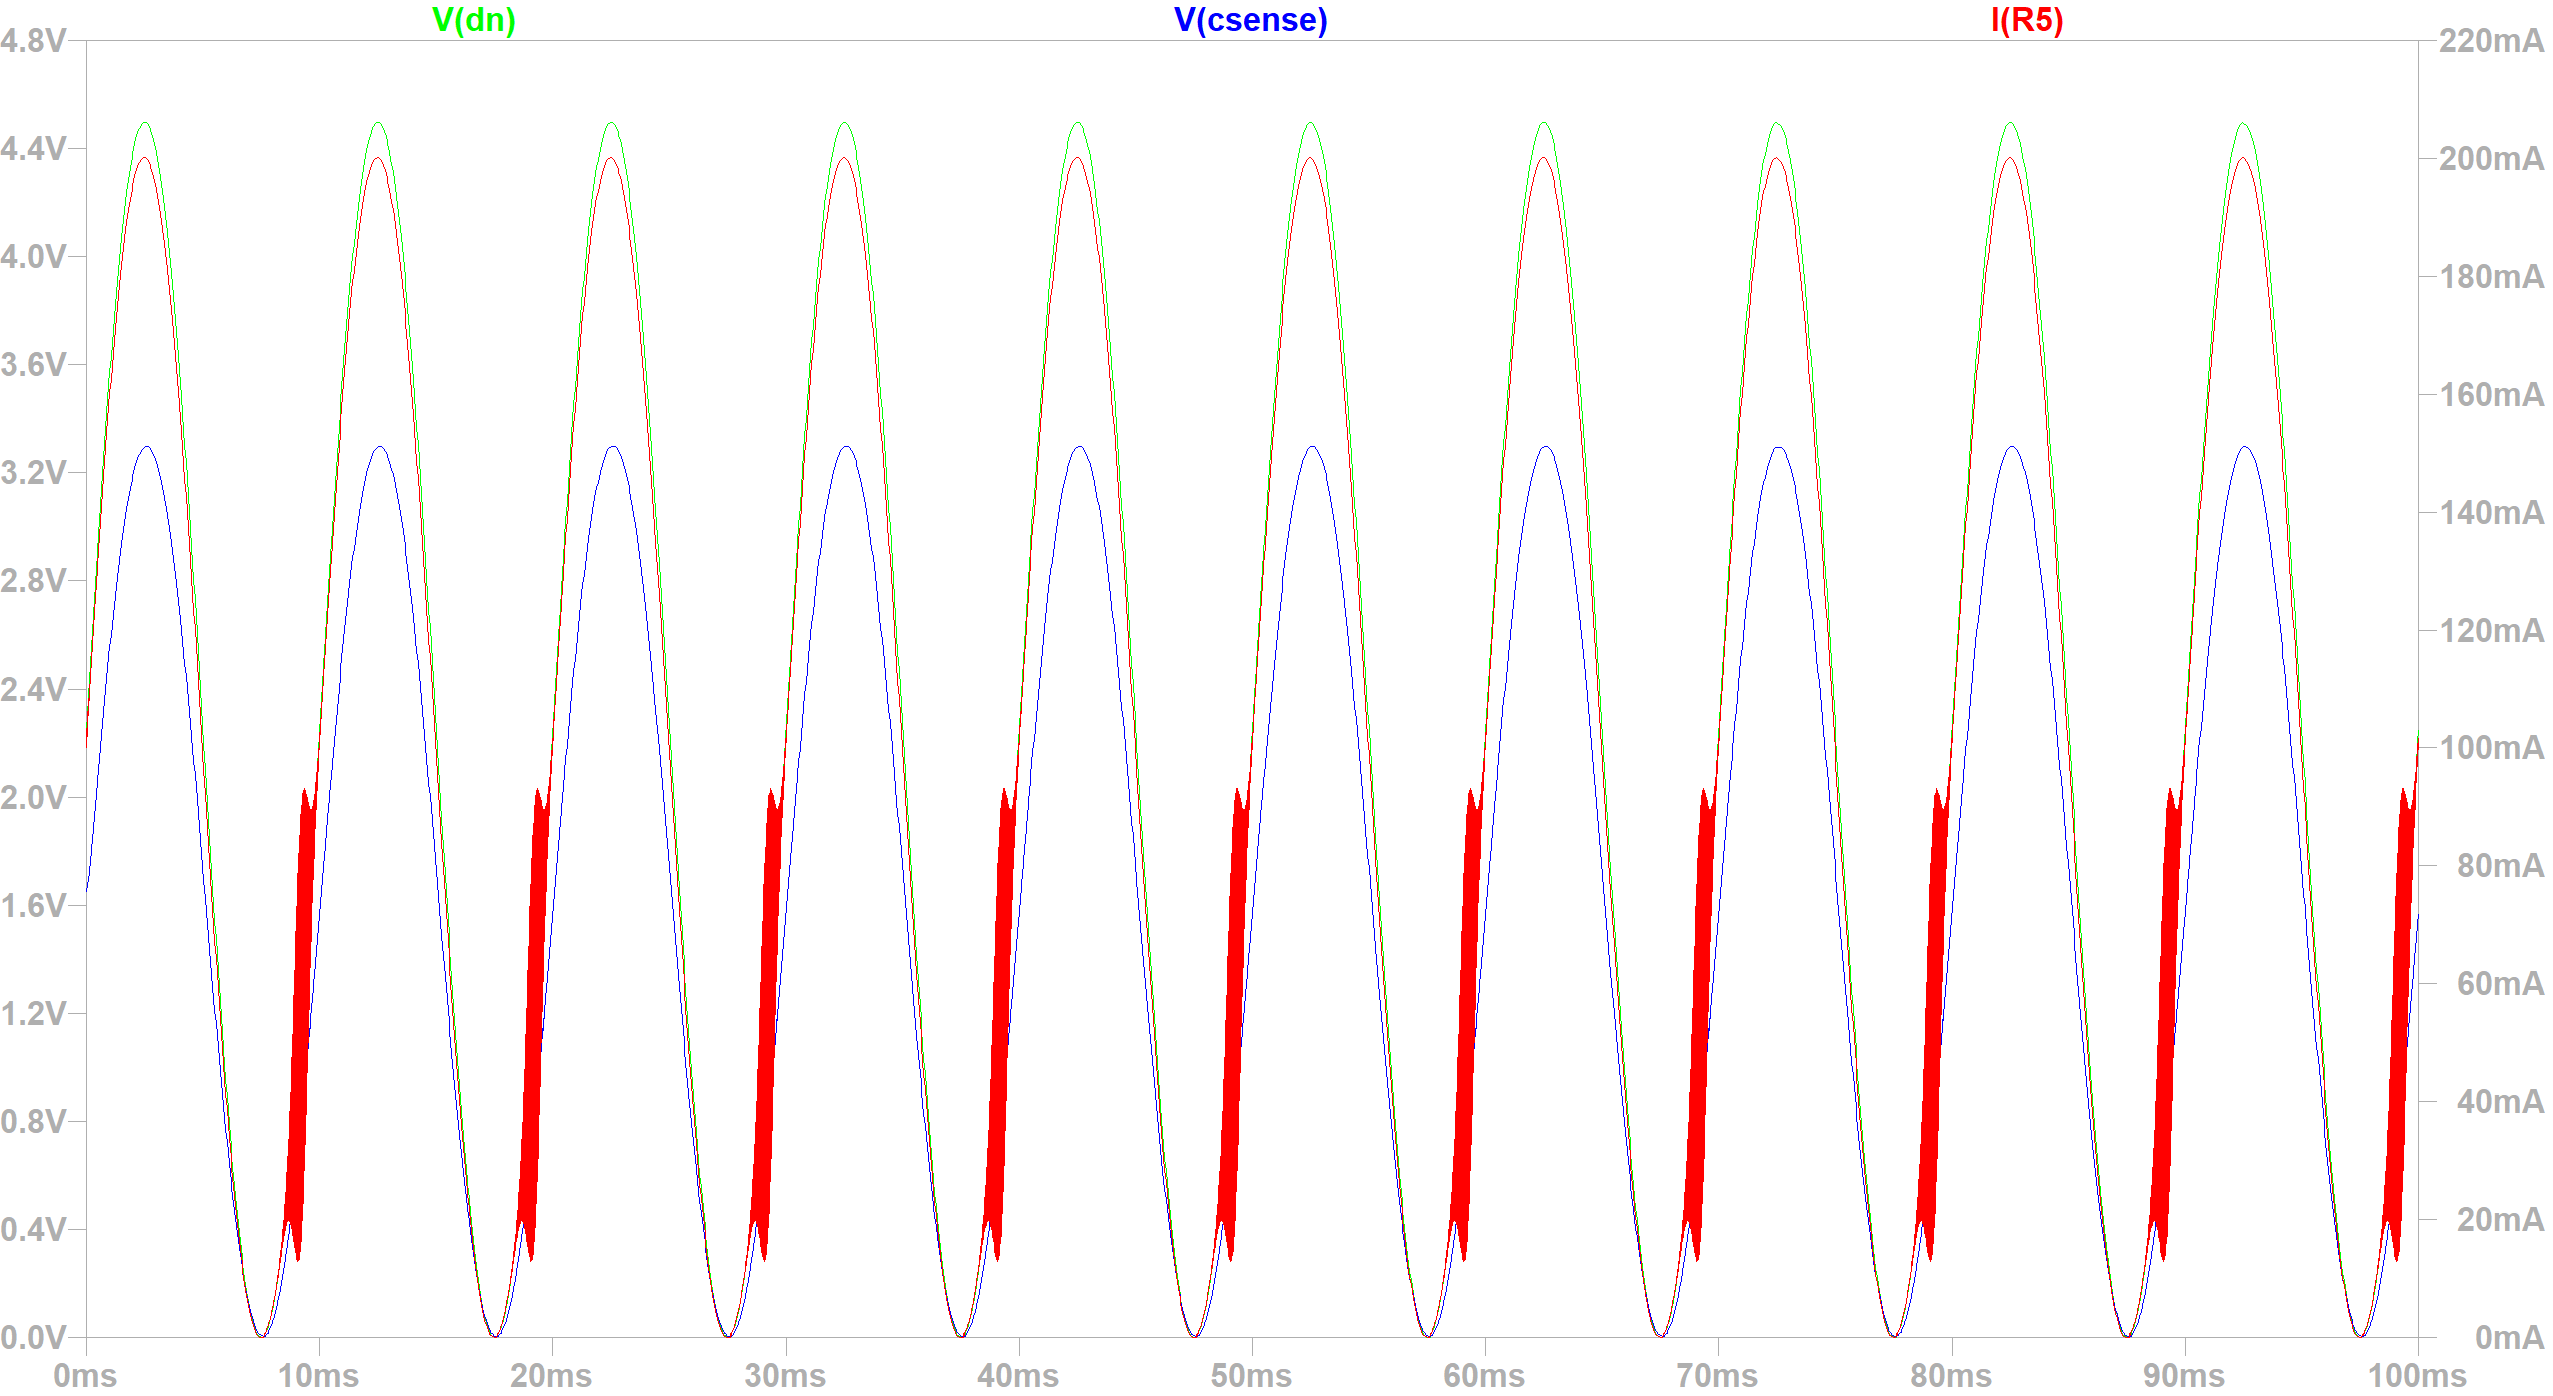 V(dn) V(csense) I(R5)
4.8V 220mA
4.4V 200mA
4.0V 180mA
3.6V 160mA
3.2V 140mA
2.8V 120mA
2.4V 100mA
2.0V 80mA
1.6V 60mA
1.2V 40mA
0.8V 20mA
0.4V 0mA
0.0V
0ms 10ms 20ms 30ms 40ms 50ms 60ms 70ms 80ms 90ms 100ms